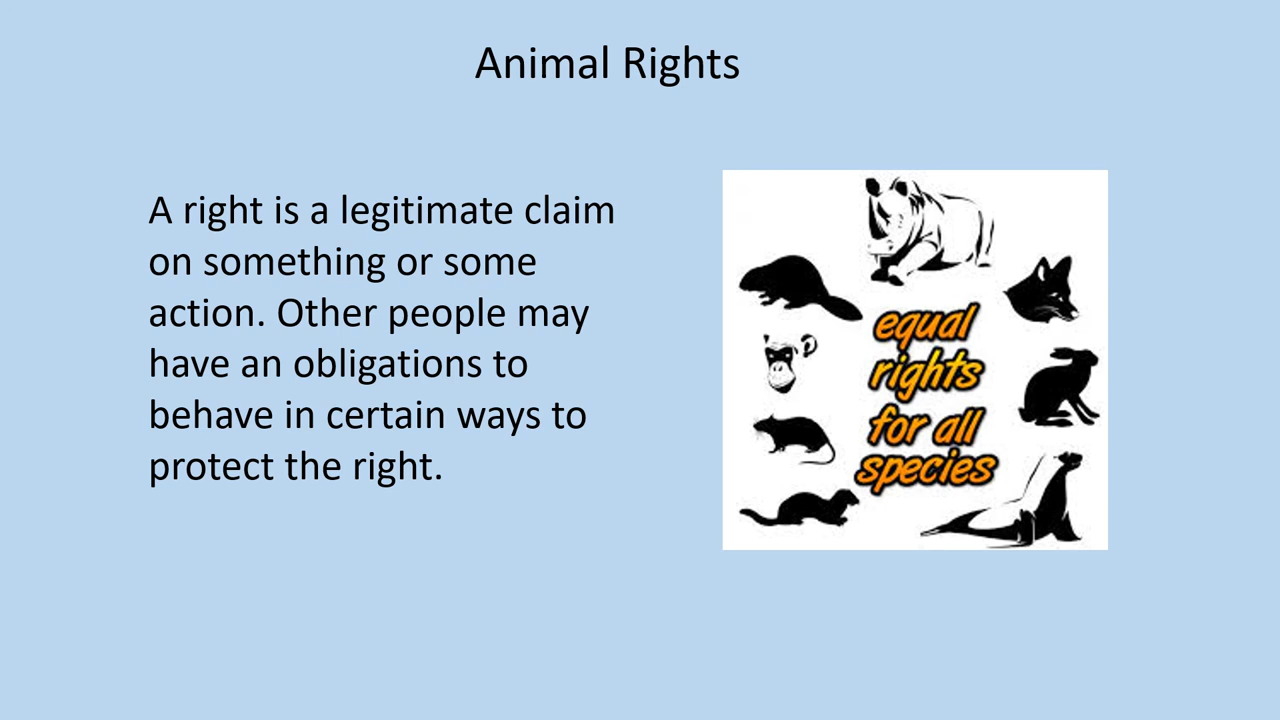 Animal Rights
A right is a legitimate claim
on something or some
action. Other people may
have an obligations to
behave in certain ways to
protect the right.
equal
rights
for all
species